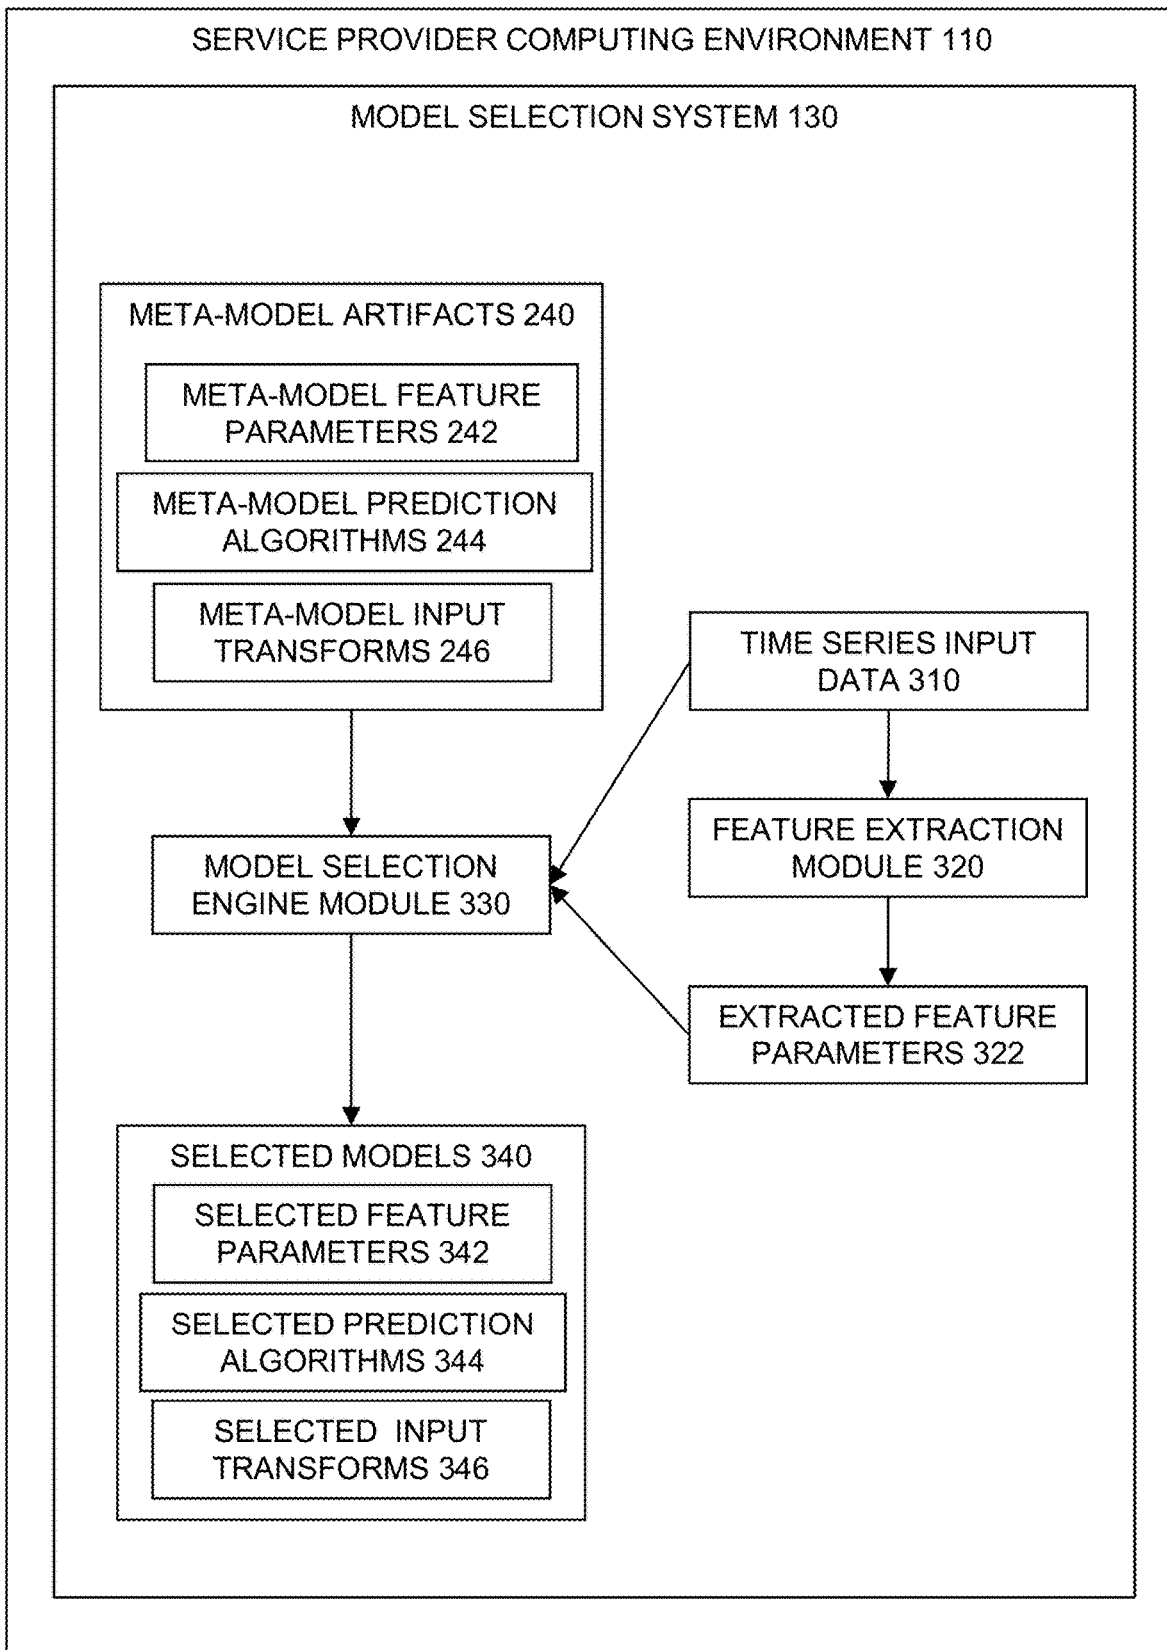 SERVICE PROVIDER COMPUTING ENVIRONMENT 110
MODEL SELECTION SYSTEM 130
META-MODEL ARTIFACTS 240
META-MODEL FEATURE
PARAMETERS 242
META-MODEL PREDICTION
ALGORITHMS 244
META-MODEL INPUT
TRANSFORMS 246
TIME SERIES INPUT
DATA 310
FEATURE EXTRACTION
MODULE 320
MODEL SELECTION
ENGINE MODULE 330
EXTRACTED FEATURE
PARAMETERS 322
SELECTED MODELS 340
SELECTED FEATURE
PARAMETERS 342
SELECTED PREDICTION
ALGORITHMS 344
SELECTED INPUT
TRANSFORMS 346